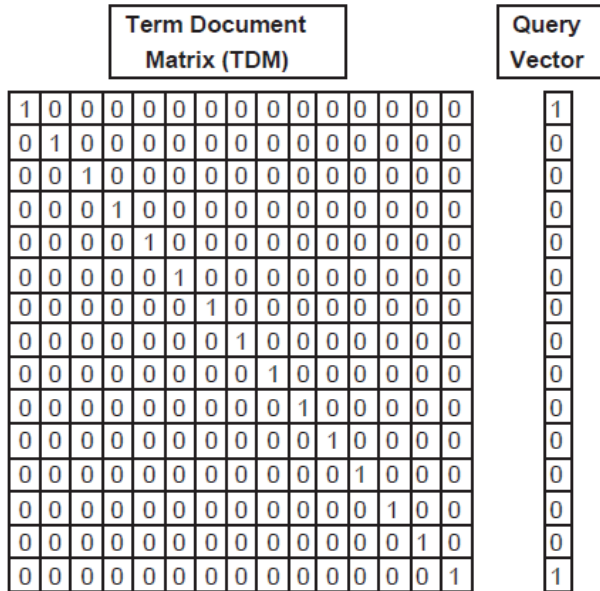 Term Document
Matrix (TDM)
Query
Vector
1 0 0 0 0 0 0 0 0 0 0 0 0 0 0 1
0 1 0 0 0 0 0 0 0 0 0 0 0 0 0 0
0 0 1 0 0 0 0 0 0 0 0 0 0 0 0 0
0 0 0 1 0 0 0 0 0 0 0 0 0 0 0 0
0 0 0 0 1 0 0 0 0 0 0 0 0 0 0 0
0 0 0 0 0 1 0 0 0 0 0 0 0 0 0 0
0 0 0 0 0 0 1 0 0 0 0 0 0 0 0 0
0 0 0 0 0 0 0 1 0 0 0 0 0 0 0 0
0 0 0 0 0 0 0 0 1 0 0 0 0 0 0 0
0 0 0 0 0 0 0 0 0 1 0 0 0 0 0 0
0 0 0 0 0 0 0 0 0 0 1 0 0 0 0 0
0 0 0 0 0 0 0 0 0 0 0 1 0 0 0 0
0 0 0 0 0 0 0 0 0 0 0 0 1 0 0 0
0 0 0 0 0 0 0 0 0 0 0 0 0 1 0 0
0 0 0 0 0 0 0 0 0 0 0 0 0 0 1 1